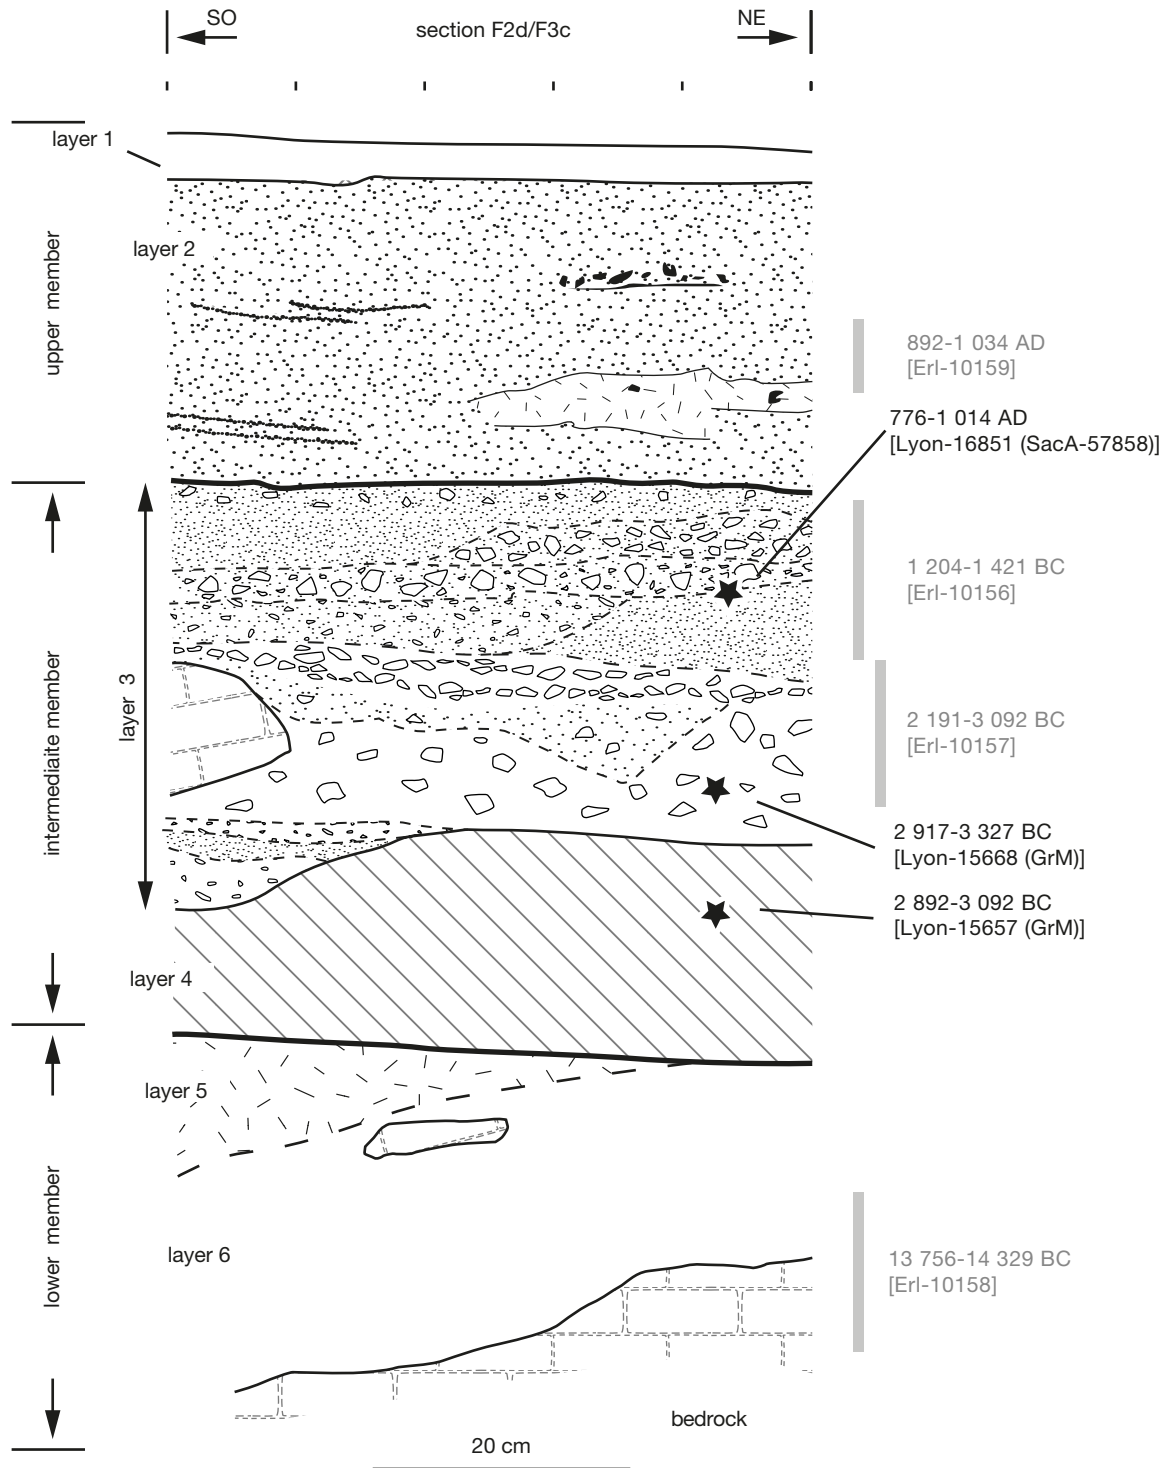 SO
section F2d/F3c
NE
layer 1
upper member
layer 2
892-1 034 AD
[Erl-10159]
776-1 014 AD
[Lyon-16851 (SacA-57858)]
intermediaite member
layer 3
1 204-1 421 BC
[Erl-10156]
2 191-3 092 BC
[Erl-10157]
2 917-3 327 BC
[Lyon-15668 (GrM)]
2 892-3 092 BC
[Lyon-15657 (GrM)]
layer 4
lower member
layer 5
layer 6
13 756-14 329 BC
[Erl-10158]
bedrock
20 cm